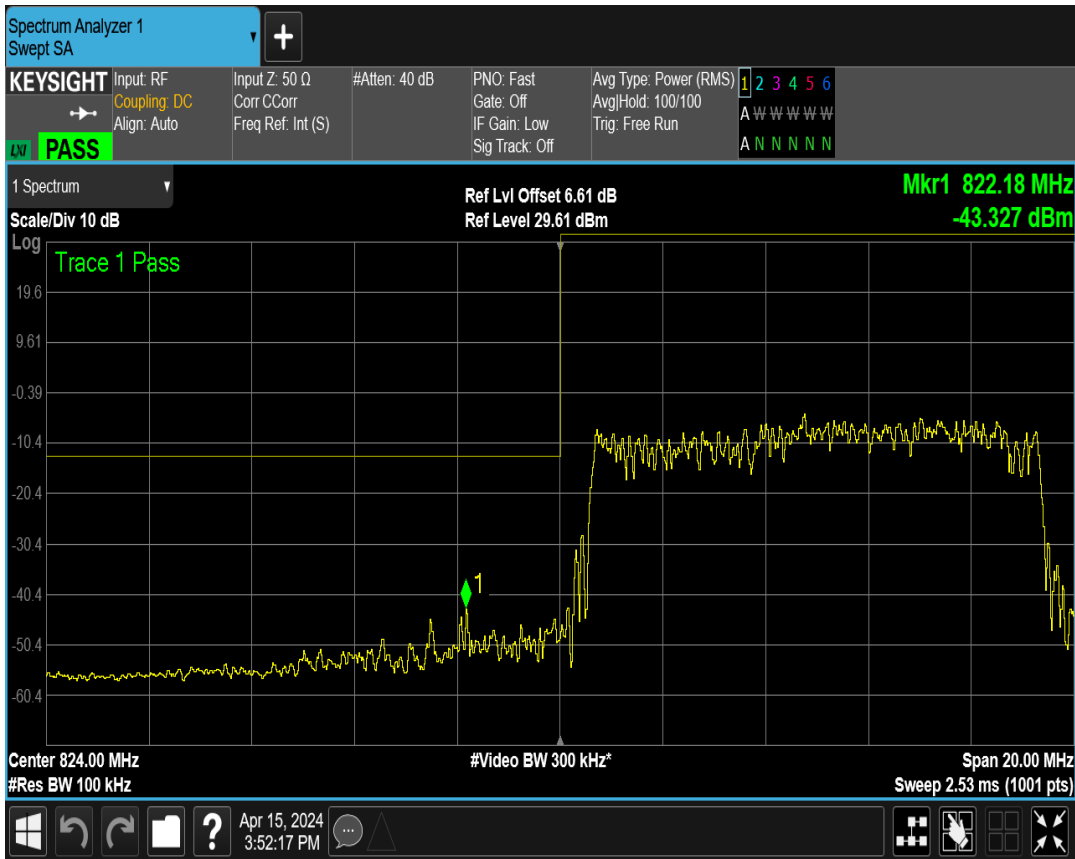 Spectrum Analyzer 1
Swept SA
+
KEYSIGHT
LXI PASS
Input: RF
Coupling: DC
Align: Auto
Input Z: 50 Ω
Corr CCorr
Freq Ref: Int (S)
#Atten: 40 dB
PNO: Fast
Gate: Off
IF Gain: Low
Sig Track: Off
Avg Type: Power (RMS)
Avg|Hold: 100/100
Trig: Free Run
1 2 3 4 5 6
A W W W W W
A N N N N N
1 Spectrum
Scale/Div 10 dB
Ref Lvl Offset 6.61 dB
Ref Level 29.61 dBm
Mkr1 822.18 MHz
-43.327 dBm
Log
Trace 1 Pass
19.6
9.61
-0.39
-10.4
-20.4
-30.4
-40.4
-50.4
-60.4
1
Center 824.00 MHz
#Res BW 100 kHz
#Video BW 300 kHz*
Span 20.00 MHz
Sweep 2.53 ms (1001 pts)
?
Apr 15, 2024
3:52:17 PM